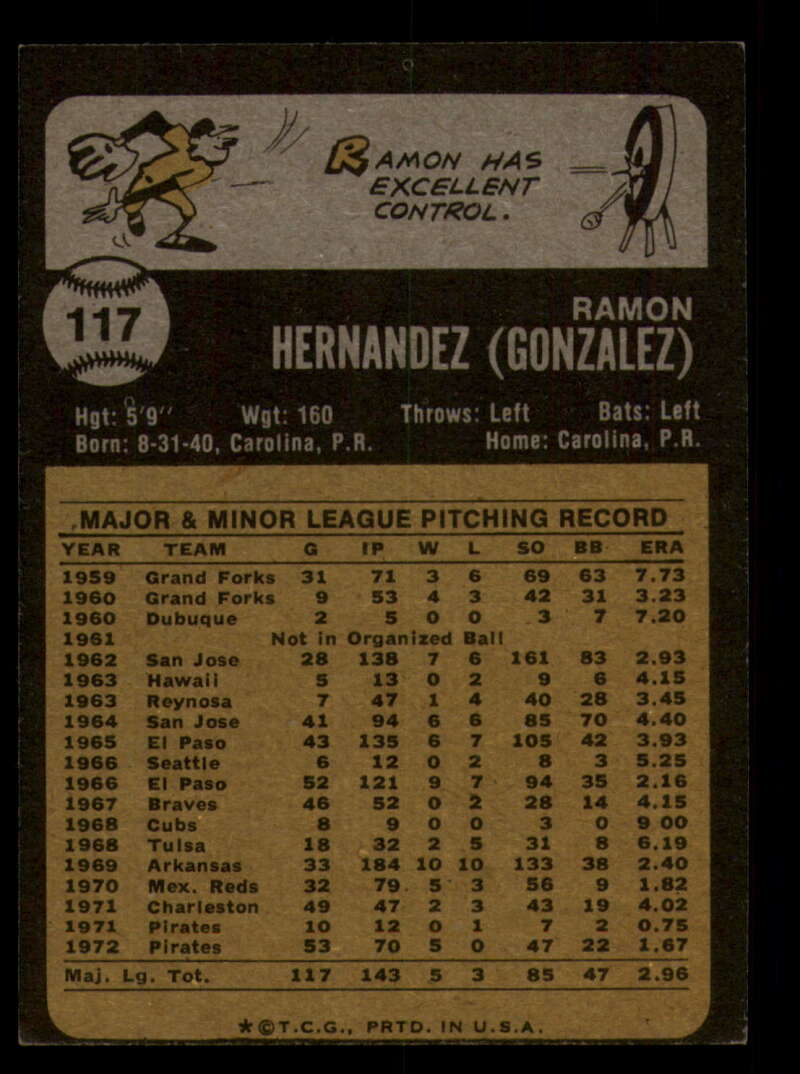 RAMON HAS
EXCELLENT
CONTROL.
117
RAMON
HERNANDEZ (GONZALEZ)
Hgt: 5'9" Wgt: 160 Throws: Left Bats: Left
Born: 8-31-40, Carolina, P.R. Home: Carolina, P.R.
MAJOR & MINOR LEAGUE PITCHING RECORD
YEAR TEAM G IP W L SO BB ERA
1959 Grand Forks 31 71 3 6 69 63 7.73
1960 Grand Forks 9 53 4 3 42 31 3.23
1960 Dubuque 2 5 0 0 3 7 7.20
1961 Not in Organized Ball
1962 San Jose 28 138 7 6 161 83 2.93
1963 Hawaii 5 13 0 2 9 6 4.15
1963 Reynosa 7 47 1 4 40 28 3.45
1964 San Jose 41 94 6 6 85 70 4.40
1965 El Paso 43 135 6 7 105 42 3.93
1966 Seattle 6 12 0 2 8 3 5.25
1966 El Paso 52 121 9 7 94 35 2.16
1967 Braves 46 52 0 2 28 14 4.15
1968 Cubs 8 9 0 0 3 0 9 00
1968 Tulsa 18 32 2 5 31 8 6.19
1969 Arkansas 33 184 10 10 133 38 2.40
1970 Mex. Reds 32 79 5 3 56 9 1.82
1971 Charleston 49 47 2 3 43 19 4.02
1971 Pirates 10 12 0 1 7 2 0.75
1972 Pirates 53 70 5 0 47 22 1.67
Maj. Lg. Tot. 117 143 5 3 85 47 2.96
*©T.C.G., PRTD. IN U.S.A.